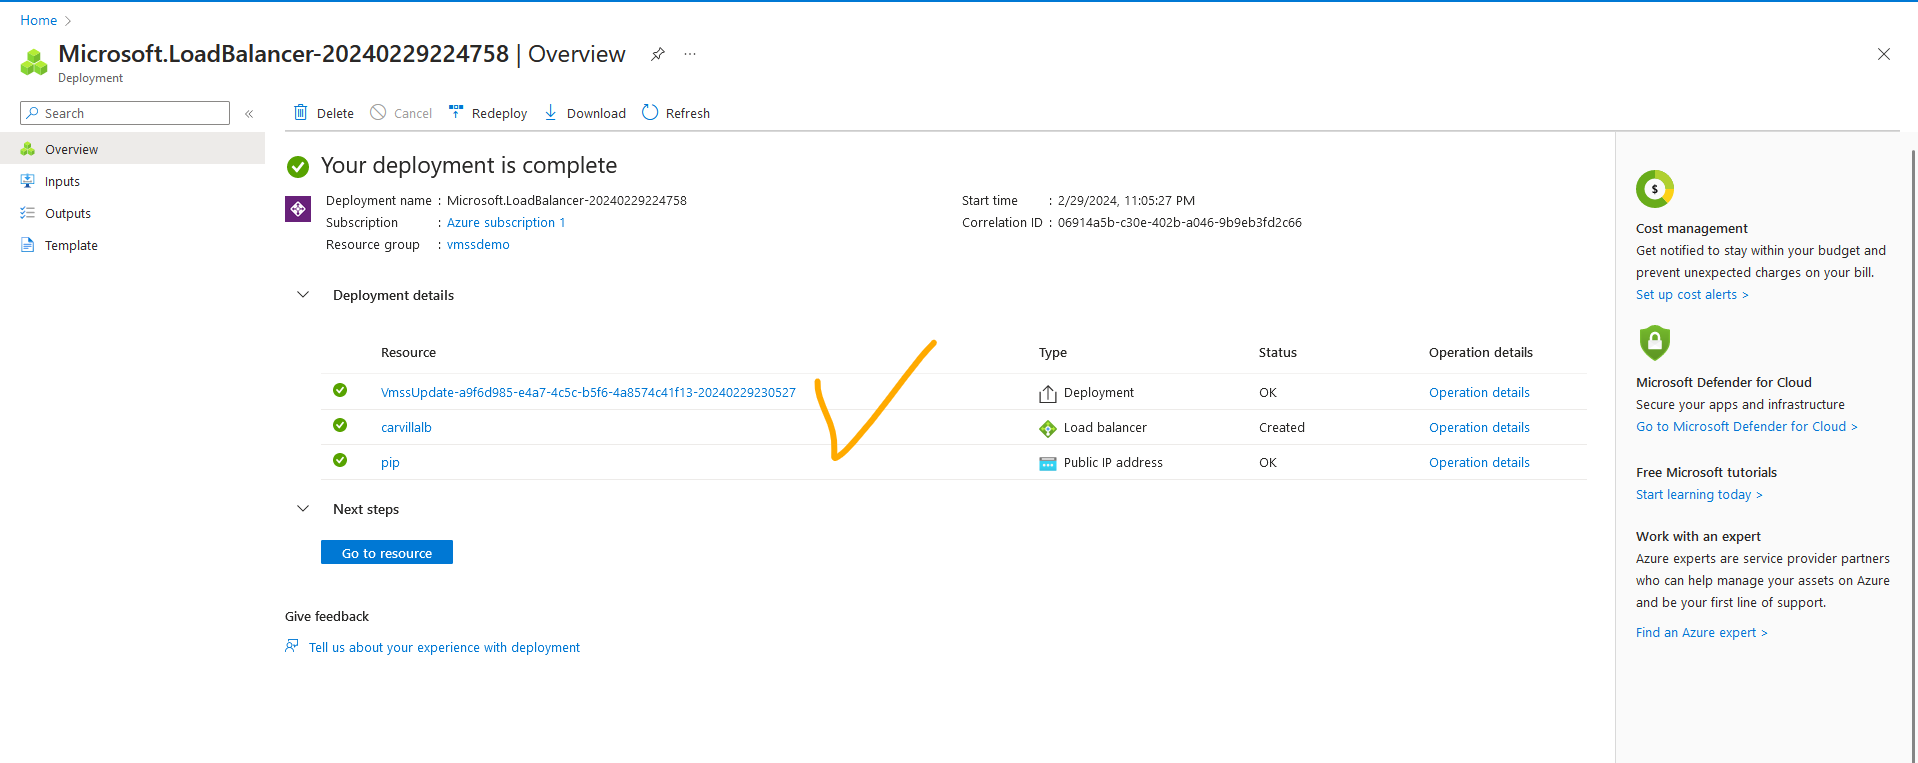 Home
Microsoft.LoadBalancer-20240229224758 | Overview
Deployment
Search
Delete Cancel Redeploy Download Refresh
Overview
Inputs
Outputs
Template
Your deployment is complete
Deployment name : Microsoft.LoadBalancer-20240229224758
Subscription : Azure subscription 1
Resource group : vmssdemo
Start time : 2/29/2024, 11:05:27 PM
Correlation ID : 06914a5b-c30e-402b-a046-9b9eb3fd2c66
Deployment details
Resource Type Status Operation details
VmssUpdate-a9f6d985-e4a7-4c5c-b5f6-4a8574c41f13-20240229230527 Deployment OK Operation details
carvillalb Load balancer Created Operation details
pip Public IP address OK Operation details
Next steps
Go to resource
Give feedback
Tell us about your experience with deployment
$
Cost management
Get notified to stay within your budget and
prevent unexpected charges on your bill.
Set up cost alerts >
Microsoft Defender for Cloud
Secure your apps and infrastructure
Go to Microsoft Defender for Cloud >
Free Microsoft tutorials
Start learning today >
Work with an expert
Azure experts are service provider partners
who can help manage your assets on Azure
and be your first line of support.
Find an Azure expert >